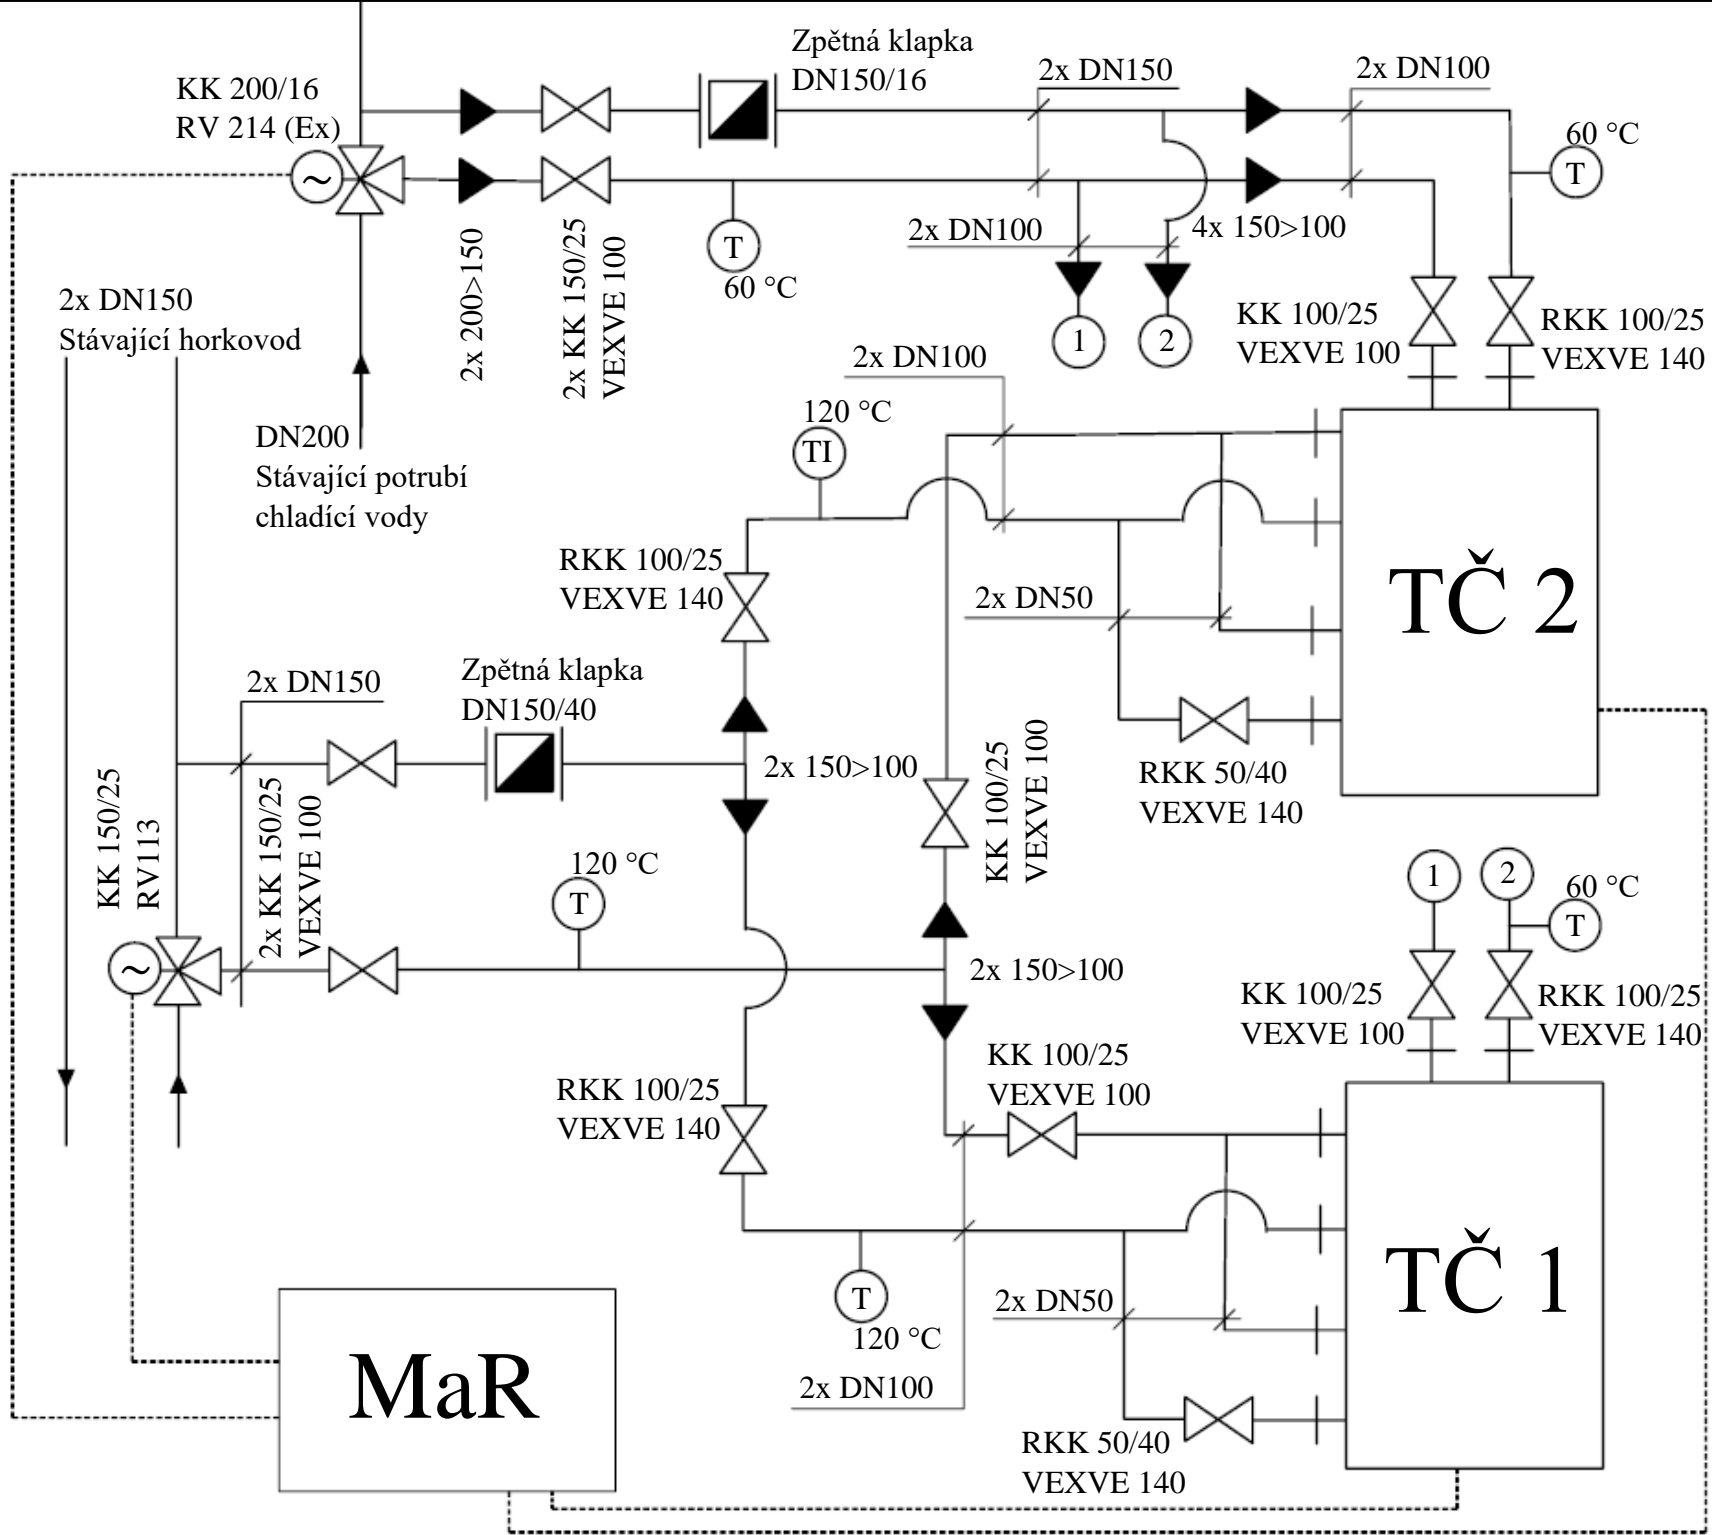 Zpětná klapka
DN150/16
2x DN150
2x DN100
KK 200/16
RV 214 (Ex)
60 °C
T
~
2x DN100
4x 150>100
T
60 °C
2x 200>150
2x KK 150/25
VEXVE 100
2x DN150
Stávající horkovod
1
2
KK 100/25
VEXVE 100
RKK 100/25
VEXVE 140
2x DN100
120 °C
TI
DN200
Stávající potrubí
chladící vody
RKK 100/25
VEXVE 140
2x DN50
TČ 2
Zpětná klapka
DN150/40
2x DN150
2x 150>100
RKK 50/40
VEXVE 140
KK 100/25
VEXVE 100
KK 150/25
RV113
2x KK 150/25
VEXVE 100
120 °C
T
1
2
60 °C
T
~
2x 150>100
KK 100/25
VEXVE 100
RKK 100/25
VEXVE 140
KK 100/25
VEXVE 100
RKK 100/25
VEXVE 140
TČ 1
T
120 °C
2x DN50
2x DN100
MaR
RKK 50/40
VEXVE 140